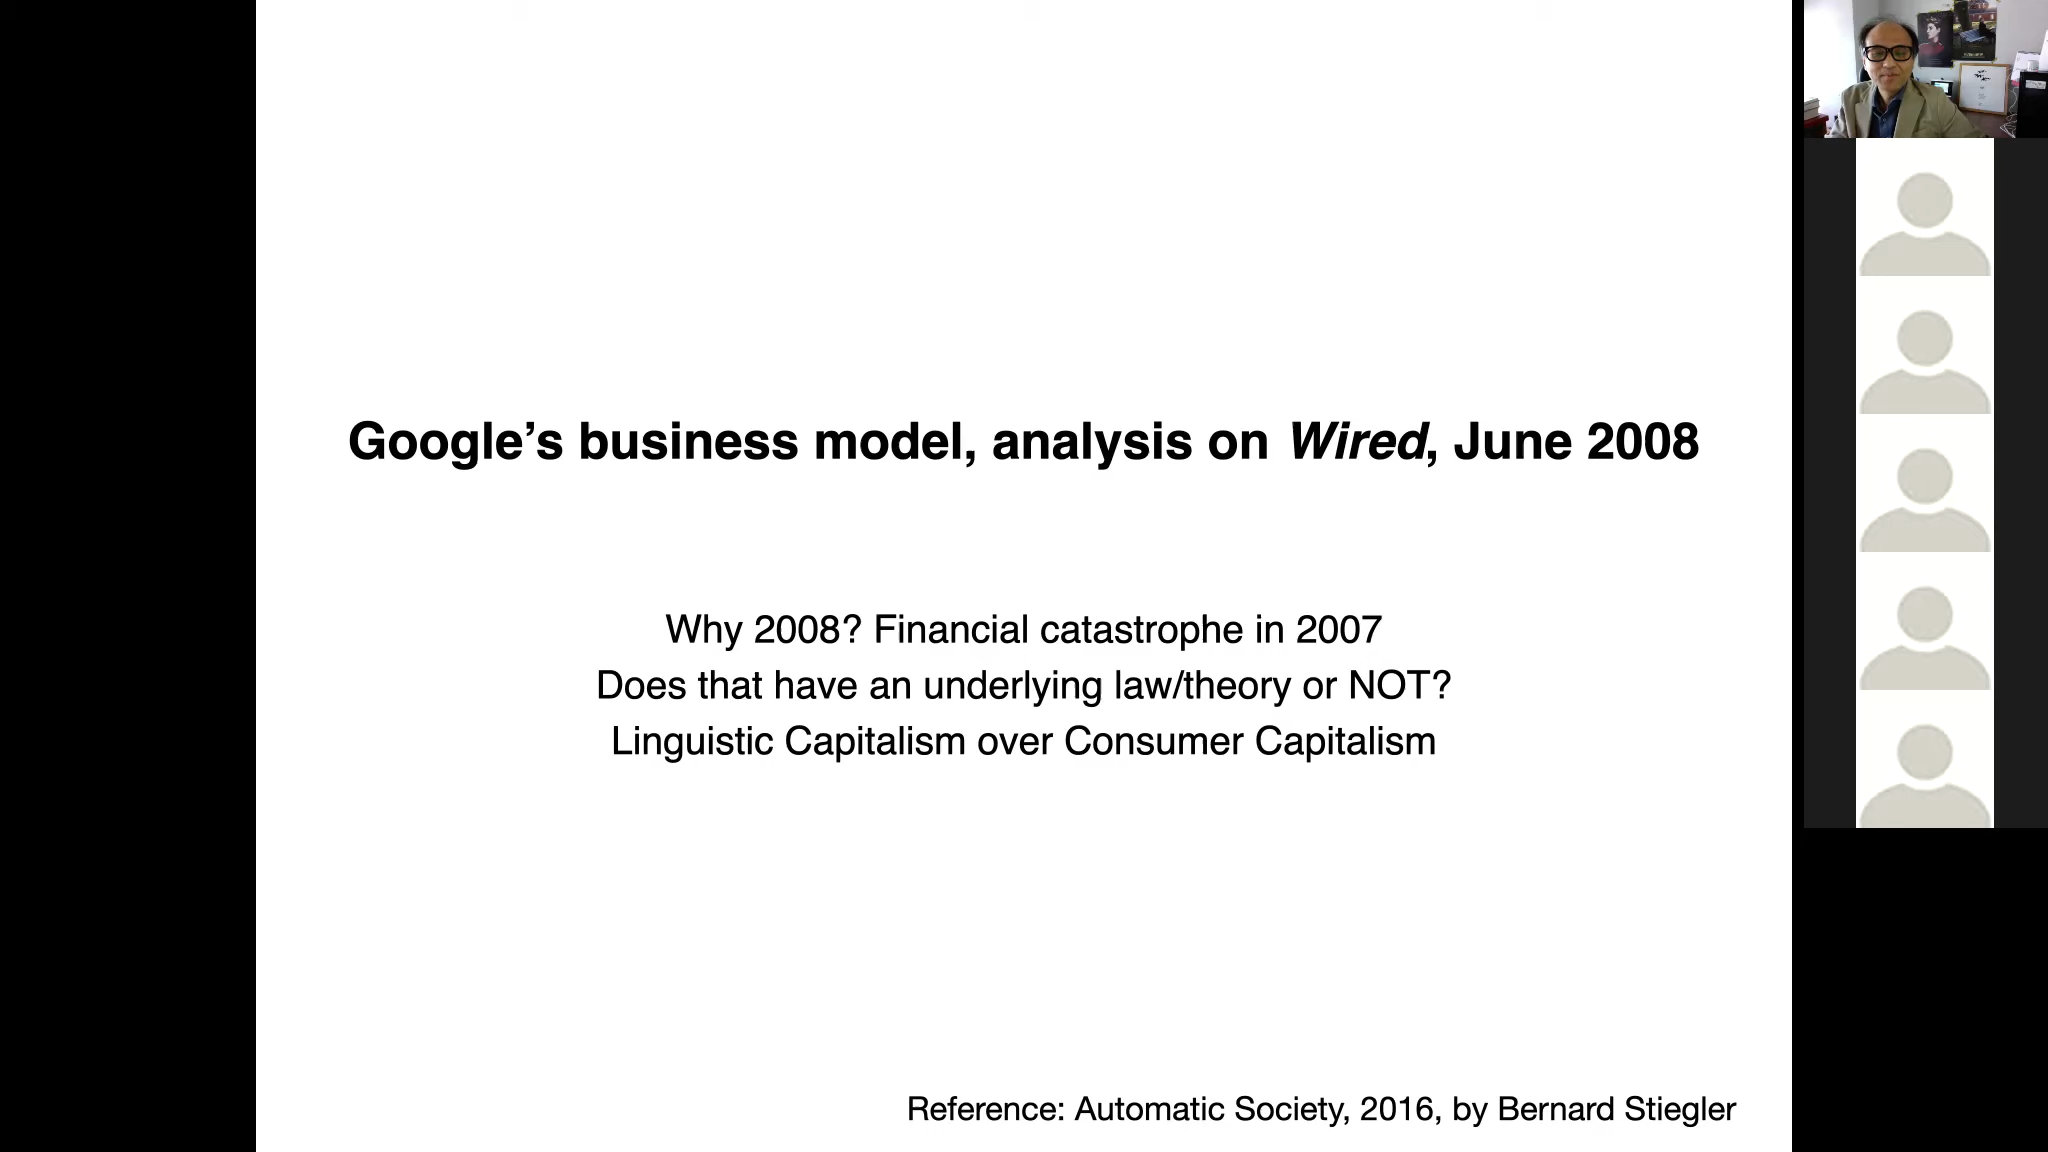 Google’s business model, analysis on Wired, June 2008
Why 2008? Financial catastrophe in 2007
Does that have an underlying law/theory or NOT?
Linguistic Capitalism over Consumer Capitalism
Reference: Automatic Society, 2016, by Bernard Stiegler